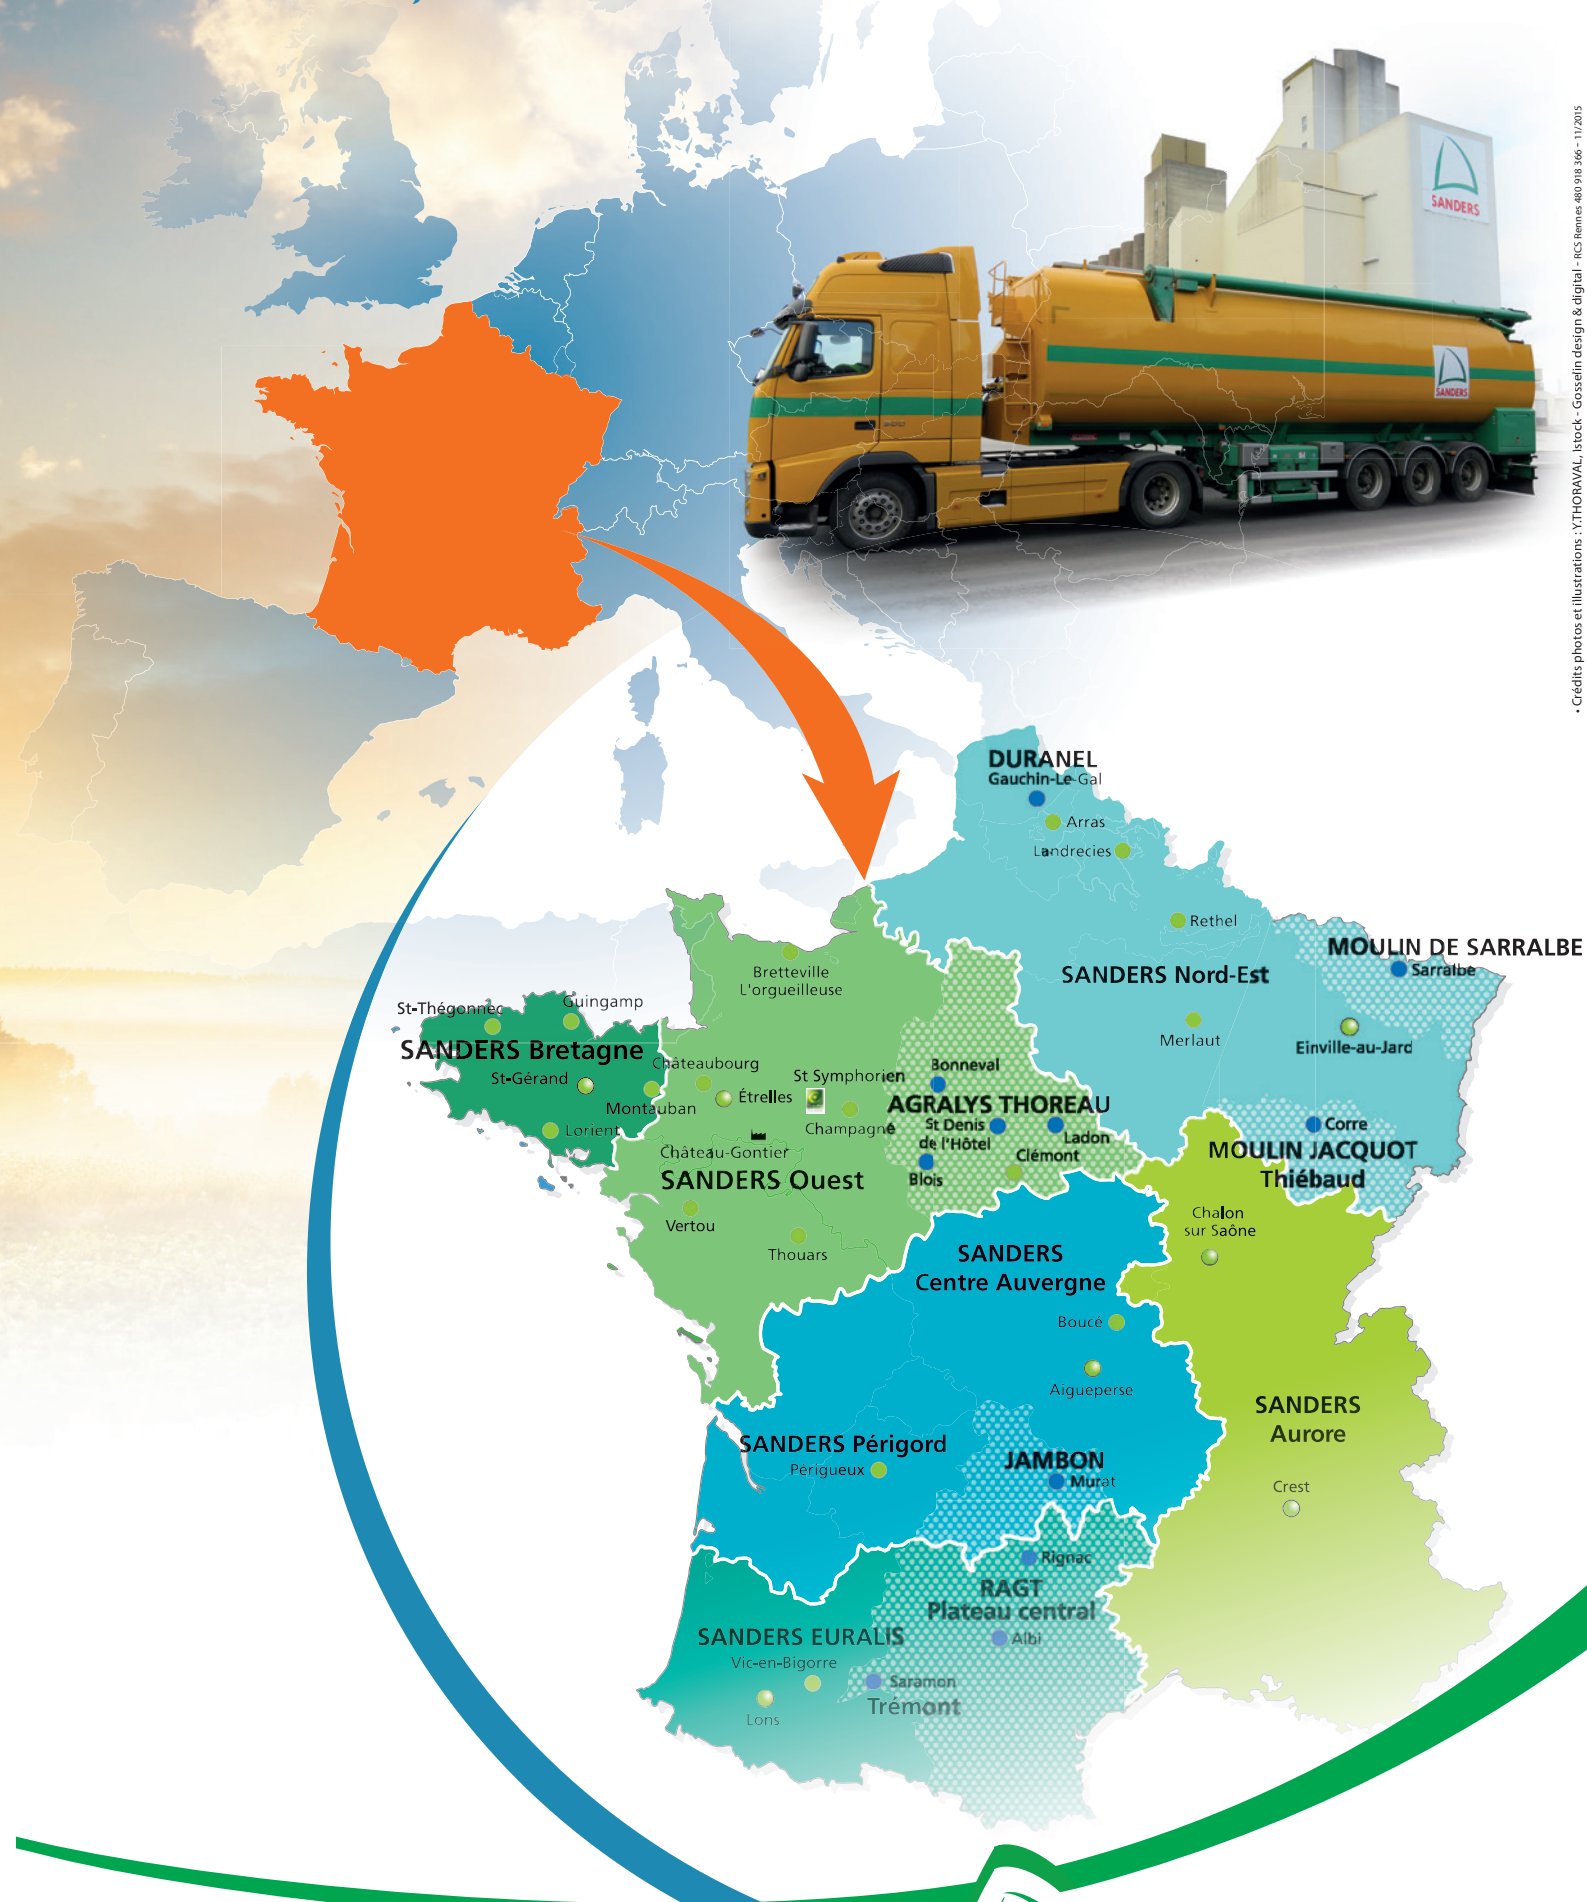 SANDERS
SANDERS
• Crédits photos et illustrations : Y.THORAVAL, Istock - Gosselin design & digital - RCS Rennes 480 918 366 - 11/2015
DURANEL
Gauchin-Le-Gal
Arras
Landrecies
Rethel
MOULIN DE SARRALBE
Sarralbe
SANDERS Nord-Est
Bretteville
L'orgueilleuse
St-Thégonnec
Guingamp
Merlaut
Einville-au-Jard
SANDERS Bretagne
Châteaubourg
Bonneval
St-Gérand
St Symphorien
Étrelles
AGRALYS THOREAU
Montauban
Champagné
St Denis
de l'Hôtel
Ladon
Corre
Lorient
Château-Gontier
Clémont
MOULIN JACQUOT
Thiébaud
SANDERS Ouest
Blois
Vertou
Chalon
sur Saône
Thouars
SANDERS
Centre Auvergne
Boucé
Aigueperse
SANDERS
Aurore
SANDERS Périgord
Périgueux
JAMBON
Murat
Crest
Rignac
RAGT
Plateau central
Albi
SANDERS EURALIS
Vic-en-Bigorre
Saramon
Trémont
Lons